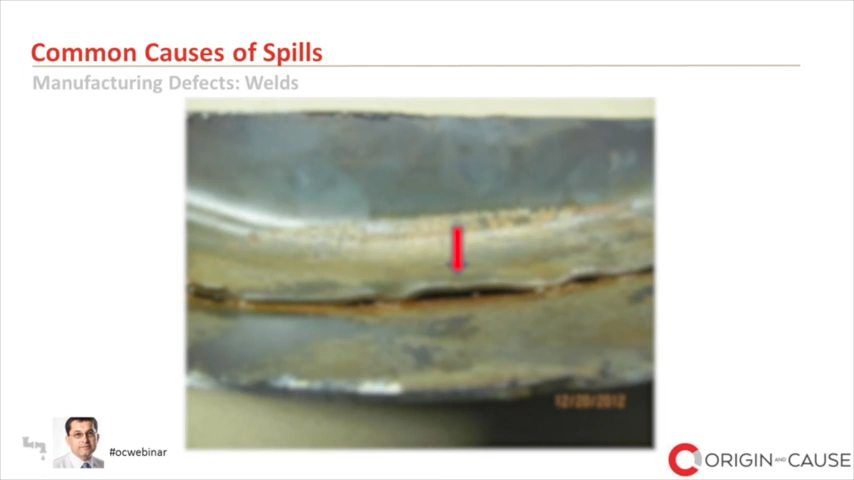 Common Causes of Spills
Manufacturing Defects: Welds
12/20/2012
#ocwebinar
ORIGIN AND CAUSE